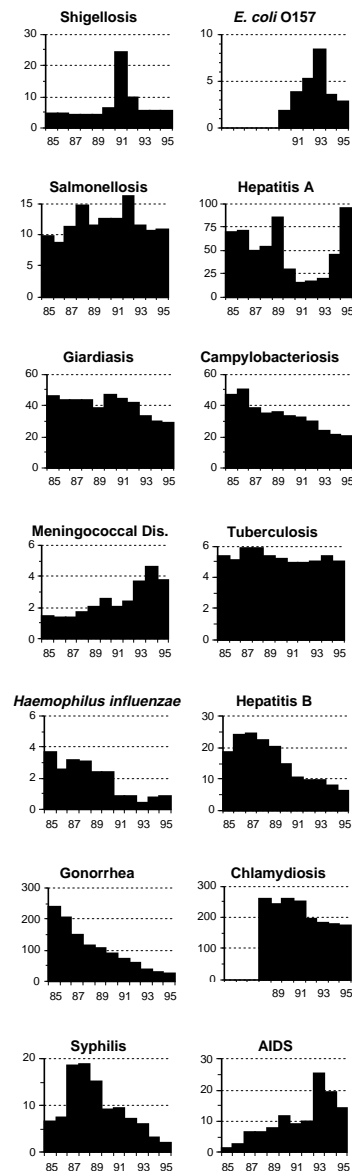 Shigellosis
30
20
10
0
85 87 89 91 93 95
E. coli O157
10
5
0
91 93 95
Salmonellosis
15
10
5
0
85 87 89 91 93 95
Hepatitis A
100
75
50
25
0
85 87 89 91 93 95
Giardiasis
60
40
20
0
85 87 89 91 93 95
Campylobacteriosis
60
40
20
0
85 87 89 91 93 95
Meningococcal Dis.
6
4
2
0
85 87 89 91 93 95
Tuberculosis
6
4
2
0
85 87 89 91 93 95
Haemophilus influenzae
6
4
2
0
85 87 89 91 93 95
Hepatitis B
30
20
10
0
85 87 89 91 93 95
Gonorrhea
300
200
100
0
85 87 89 91 93 95
Chlamydiosis
300
200
100
0
89 91 93 95
Syphilis
20
10
0
85 87 89 91 93 95
AIDS
30
20
10
0
85 87 89 91 93 95